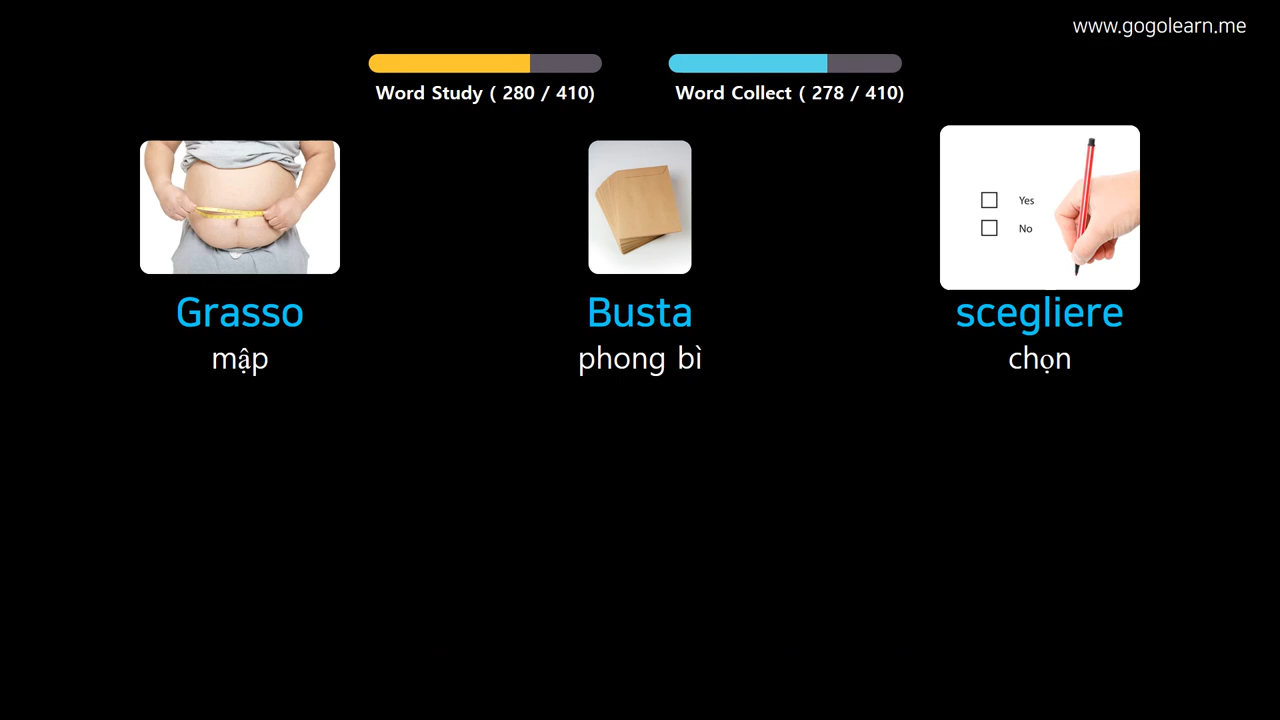 www.gogolearn.me
Word Study ( 280 / 410)
Word Collect ( 278 / 410)
Yes
No
Grasso
Busta
scegliere
mập
phong bì
chọn